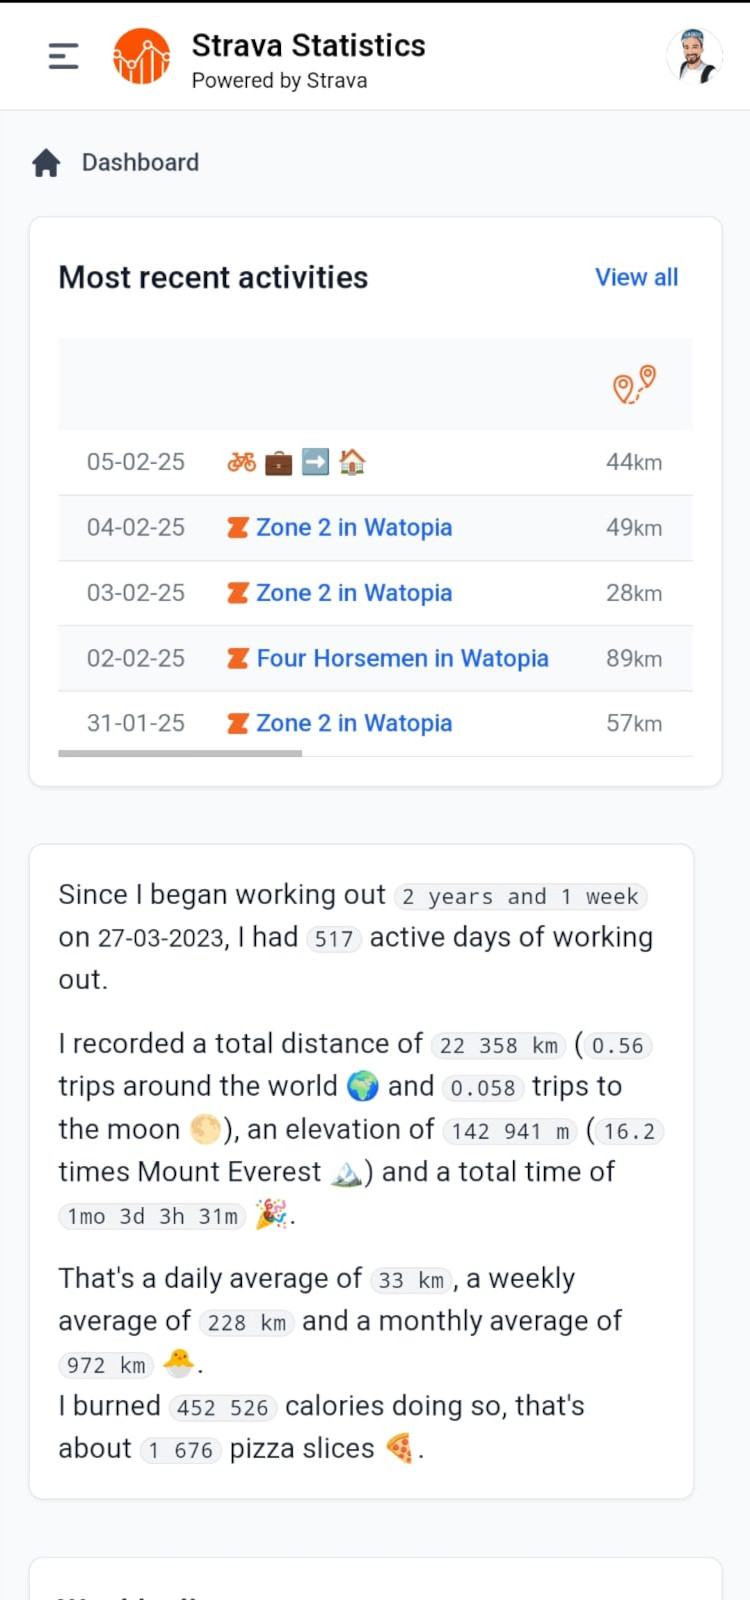 Strava Statistics
Powered by Strava
Dashboard
Most recent activities View all
05-02-25 🚲 💼 ➡️ 🏠 44km
04-02-25 Zone 2 in Watopia 49km
03-02-25 Zone 2 in Watopia 28km
02-02-25 Four Horsemen in Watopia 89km
31-01-25 Zone 2 in Watopia 57km
Since I began working out 2 years and 1 week
on 27-03-2023, I had 517 active days of working
out.
I recorded a total distance of 22 358 km (0.56
trips around the world 🌍 and 0.058 trips to
the moon 🌕), an elevation of 142 941 m (16.2
times Mount Everest 🏔️) and a total time of
1mo 3d 3h 31m 🎉.
That's a daily average of 33 km, a weekly
average of 228 km and a monthly average of
972 km 🐣.
I burned 452 526 calories doing so, that's
about 1 676 pizza slices 🍕.